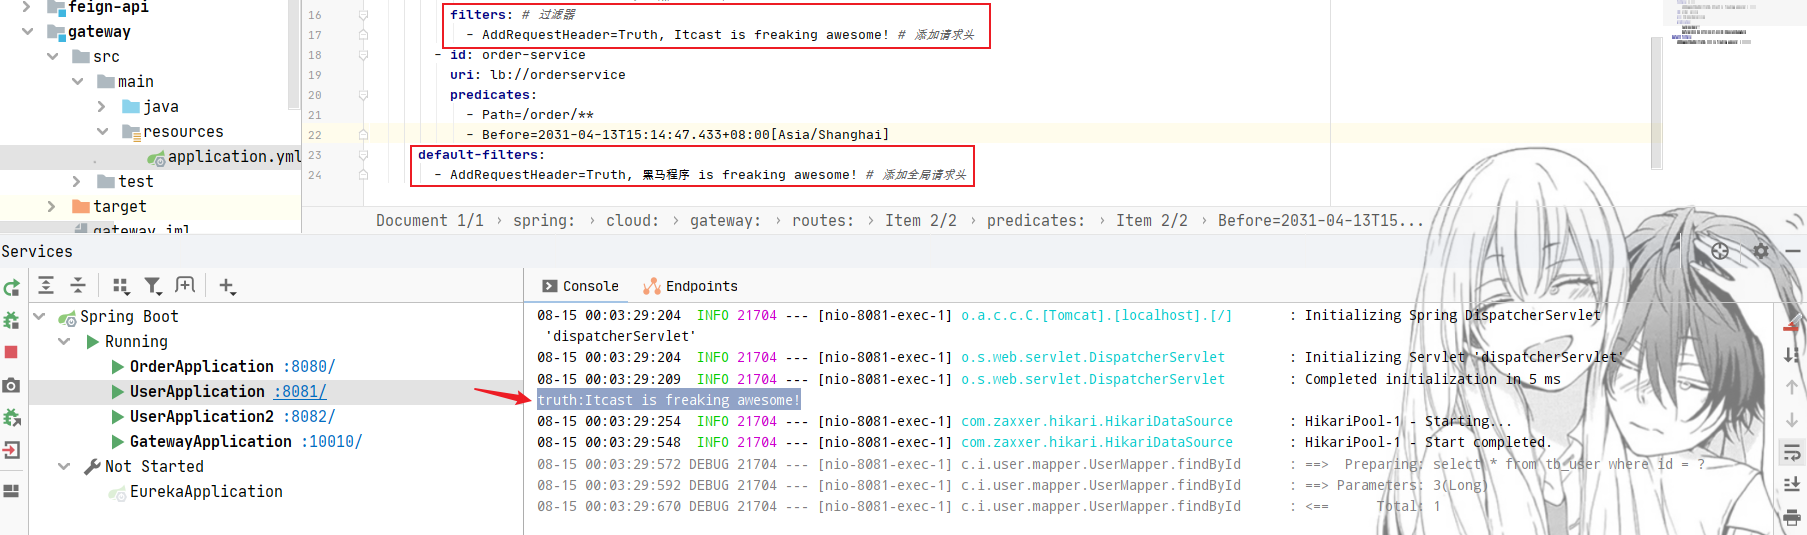 feign-api
gateway
src
main
java
resources
application.yml
test
target
gateway.iml
16 filters: # 过滤器
17 - AddRequestHeader=Truth, Itcast is freaking awesome! # 添加请求头
18 - id: order-service
19 uri: lb://orderservice
20 predicates:
21 - Path=/order/**
22 - Before=2031-04-13T15:14:47.433+08:00[Asia/Shanghai]
23 default-filters:
24 - AddRequestHeader=Truth, 黑马程序 is freaking awesome! # 添加全局请求头
Document 1/1 › spring: › cloud: › gateway: › routes: › Item 2/2 › predicates: › Item 2/2 › Before=2031-04-13T15...
Services
Spring Boot
Running
OrderApplication :8080/
UserApplication :8081/
UserApplication2 :8082/
GatewayApplication :10010/
Not Started
EurekaApplication
Console Endpoints
08-15 00:03:29:204 INFO 21704 --- [nio-8081-exec-1] o.a.c.c.C.[Tomcat].[localhost].[/] : Initializing Spring DispatcherServlet
'dispatcherServlet'
08-15 00:03:29:204 INFO 21704 --- [nio-8081-exec-1] o.s.web.servlet.DispatcherServlet : Initializing Servlet 'dispatcherServlet'
08-15 00:03:29:209 INFO 21704 --- [nio-8081-exec-1] o.s.web.servlet.DispatcherServlet : Completed initialization in 5 ms
truth:Itcast is freaking awesome!
08-15 00:03:29:254 INFO 21704 --- [nio-8081-exec-1] com.zaxxer.hikari.HikariDataSource : HikariPool-1 - Starting...
08-15 00:03:29:548 INFO 21704 --- [nio-8081-exec-1] com.zaxxer.hikari.HikariDataSource : HikariPool-1 - Start completed.
08-15 00:03:29:572 DEBUG 21704 --- [nio-8081-exec-1] c.i.user.mapper.UserMapper.findById : ==> Preparing: select * from tb_user where id = ?
08-15 00:03:29:592 DEBUG 21704 --- [nio-8081-exec-1] c.i.user.mapper.UserMapper.findById : ==> Parameters: 3(Long)
08-15 00:03:29:670 DEBUG 21704 --- [nio-8081-exec-1] c.i.user.mapper.UserMapper.findById : <== Total: 1